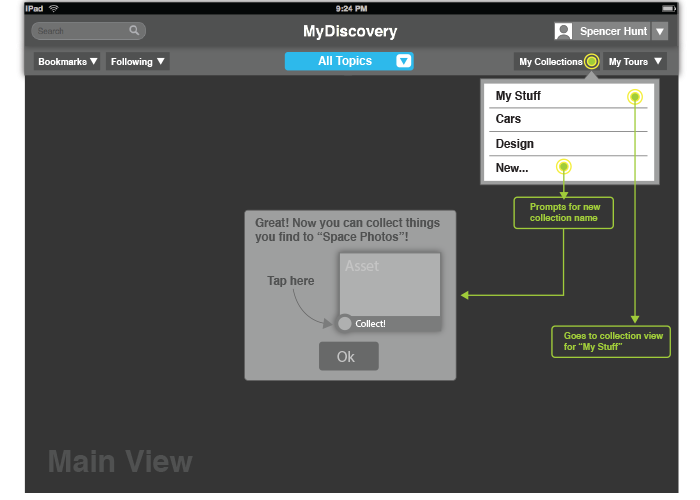 iPad 9:24 PM
MyDiscovery
Search
Spencer Hunt
Bookmarks Following All Topics My Collections My Tours
My Stuff
Cars
Design
New...
Prompts for new
collection name
Great! Now you can collect things
you find to “Space Photos”!
Asset
Tap here
Collect!
Ok
Goes to collection view
for “My Stuff”
Main View